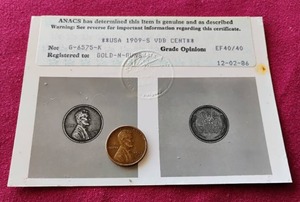 ANACS has determined this item is genuine and as described
Warning: See reverse for important information regarding this certificate.
**USA 1909-S VDB CENT**
No: G-6575-K Grade Opinion: EF40/40
Registered to: GOLD-N-
12-02-86